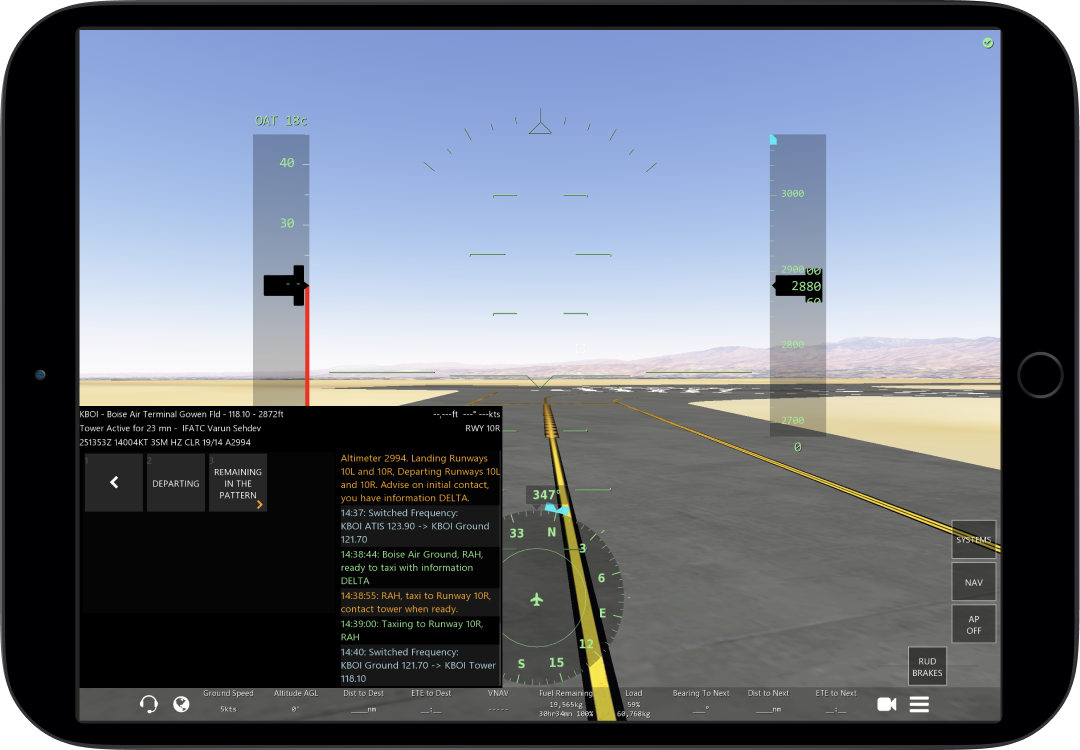 OAT 18c
40
30
3000
2900
00
2880
60
2800
2700
0
KBOI - Boise Air Terminal Gowen Fld - 118.10 - 2872ft
--,---ft ---° ---kts
Tower Active for 23 mn - IFATC Varun Sehdev
RWY 10R
251353Z 14004KT 3SM HZ CLR 19/14 A2994
1
2
DEPARTING
3
REMAINING
IN THE
PATTERN
Altimeter 2994. Landing Runways
10L and 10R, Departing Runways 10L
and 10R. Advise on initial contact,
you have information DELTA.
14:37: Switched Frequency:
KBOI ATIS 123.90 -> KBOI Ground
121.70
14:38:44: Boise Air Ground, RAH,
ready to taxi with information
DELTA
14:38:55: RAH, taxi to Runway 10R,
contact tower when ready.
14:39:00: Taxiing to Runway 10R,
RAH
14:40: Switched Frequency:
KBOI Ground 121.70 -> KBOI Tower
118.10
347°
33
N
3
6
E
12
15
S
SYSTEMS
NAV
AP
OFF
RUD
BRAKES
Ground Speed
5kts
Altitude AGL
0'
Dist to Dest
___nm
ETE to Dest
__:__
VNAV
-----
Fuel Remaining
19,565kg
30hr34mn 100%
Load
59%
60,768kg
Bearing To Next
___°
Dist to Next
___nm
ETE to Next
__:__